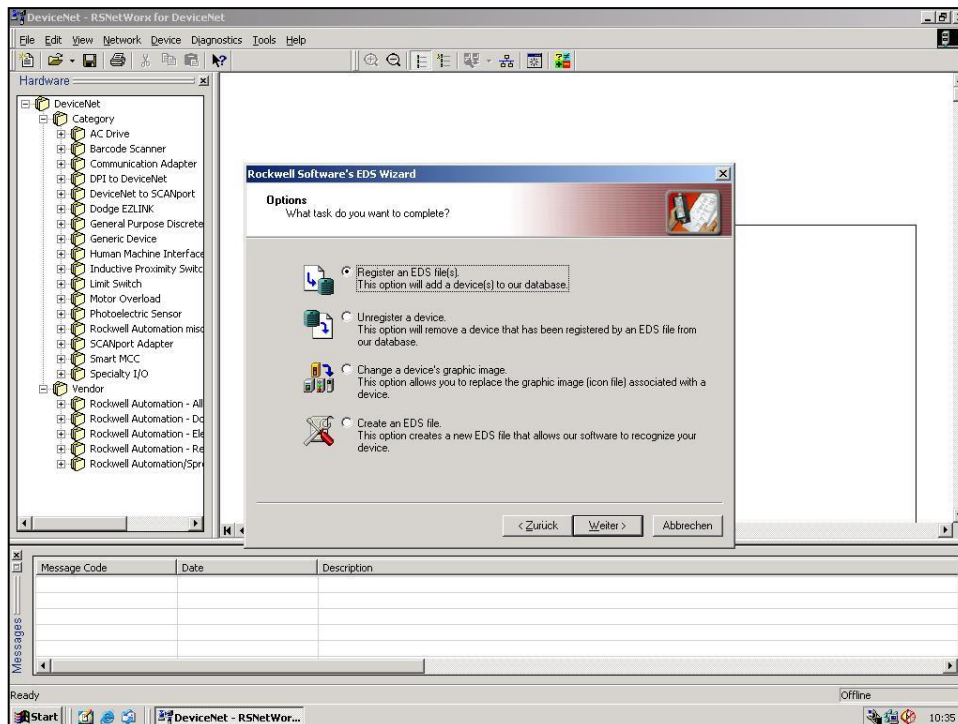 DeviceNet - RSNetWorx for DeviceNet
File Edit View Network Device Diagnostics Tools Help
Hardware
DeviceNet
Category
AC Drive
Barcode Scanner
Communication Adapter
DPI to DeviceNet
DeviceNet to SCANport
Dodge EZLINK
General Purpose Discrete
Generic Device
Human Machine Interface
Inductive Proximity Switc
Limit Switch
Motor Overload
Photoelectric Sensor
Rockwell Automation misc
SCANport Adapter
Smart MCC
Specialty I/O
Vendor
Rockwell Automation - All
Rockwell Automation - Do
Rockwell Automation - Ele
Rockwell Automation - Re
Rockwell Automation/Spr
Rockwell Software's EDS Wizard
Options
What task do you want to complete?
Register an EDS file(s).
This option will add a device(s) to our database.
Unregister a device.
This option will remove a device that has been registered by an EDS file from
our database.
Change a device's graphic image.
This option allows you to replace the graphic image (icon file) associated with a
device.
Create an EDS file.
This option creates a new EDS file that allows our software to recognize your
device.
< Zurück Weiter > Abbrechen
Message Code Date Description
Messages
Ready Offline
Start DeviceNet - RSNetWor... 10:35